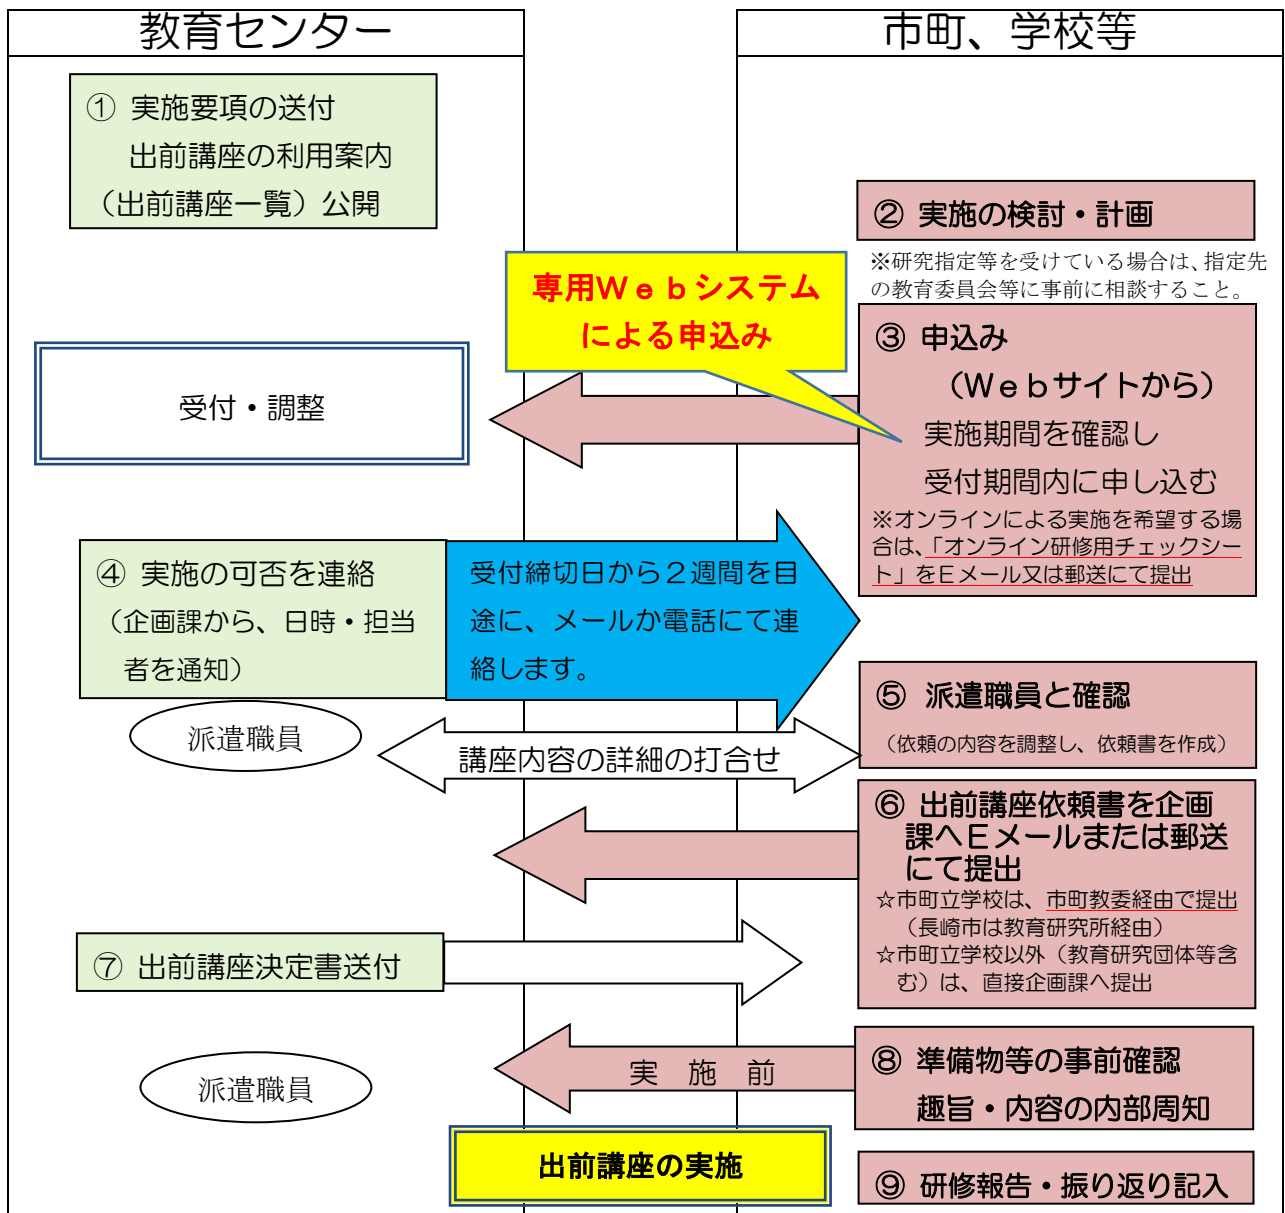 教育センター
市町、学校等
① 実施要項の送付
出前講座の利用案内
（出前講座一覧）公開
② 実施の検討・計画
※研究指定等を受けている場合は、指定先
の教育委員会等に事前に相談すること。
専用Ｗｅｂシステム
による申込み
③ 申込み
（Ｗｅｂサイトから）
実施期間を確認し
受付期間内に申し込む
※オンラインによる実施を希望する場
合は、「オンライン研修用チェックシー
ト」をＥメール又は郵送にて提出
受付・調整
④ 実施の可否を連絡
（企画課から、日時・担当
者を通知）
受付締切日から２週間を目
途に、メールか電話にて連
絡します。
⑤ 派遣職員と確認
（依頼の内容を調整し、依頼書を作成）
派遣職員
講座内容の詳細の打合せ
⑥ 出前講座依頼書を企画
課へＥメールまたは郵送
にて提出
☆市町立学校は、市町教委経由で提出
（長崎市は教育研究所経由）
☆市町立学校以外（教育研究団体等含
む）は、直接企画課へ提出
⑦ 出前講座決定書送付
⑧ 準備物等の事前確認
趣旨・内容の内部周知
実　施　前
派遣職員
出前講座の実施
⑨ 研修報告・振り返り記入